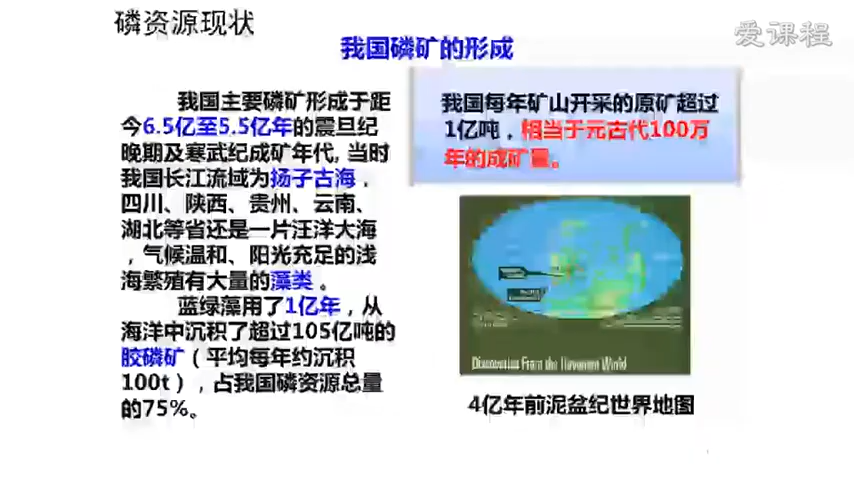 磷资源现状
爱课程
我国磷矿的形成
我国主要磷矿形成于距
今6.5亿至5.5亿年的震旦纪
晚期及寒武纪成矿年代, 当时
我国长江流域为扬子古海，
四川、陕西、贵州、云南、
湖北等省还是一片汪洋大海
，气候温和、阳光充足的浅
海繁殖有大量的藻类 。
蓝绿藻用了1亿年，从
海洋中沉积了超过105亿吨的
胶磷矿（平均每年约沉积
100t），占我国磷资源总量
的75%。
我国每年矿山开采的原矿超过
1亿吨，相当于元古代100万
年的成矿量。
From the
World
4亿年前泥盆纪世界地图